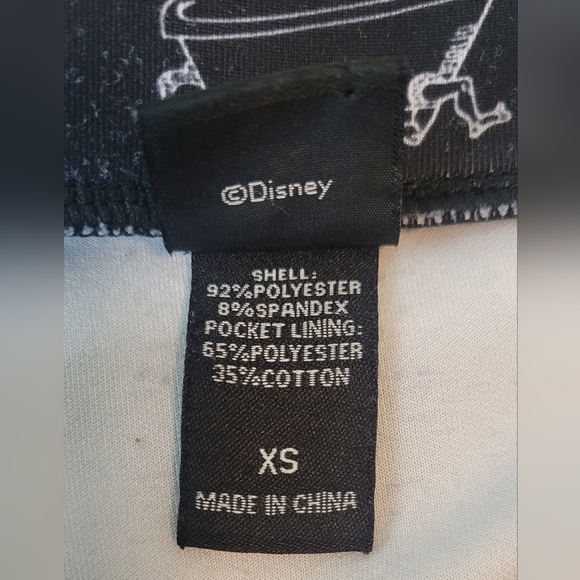 ©Disney
SHELL:
92%POLYESTER
8%SPANDEX
POCKET LINING:
65%POLYESTER
35%COTTON
XS
MADE IN CHINA